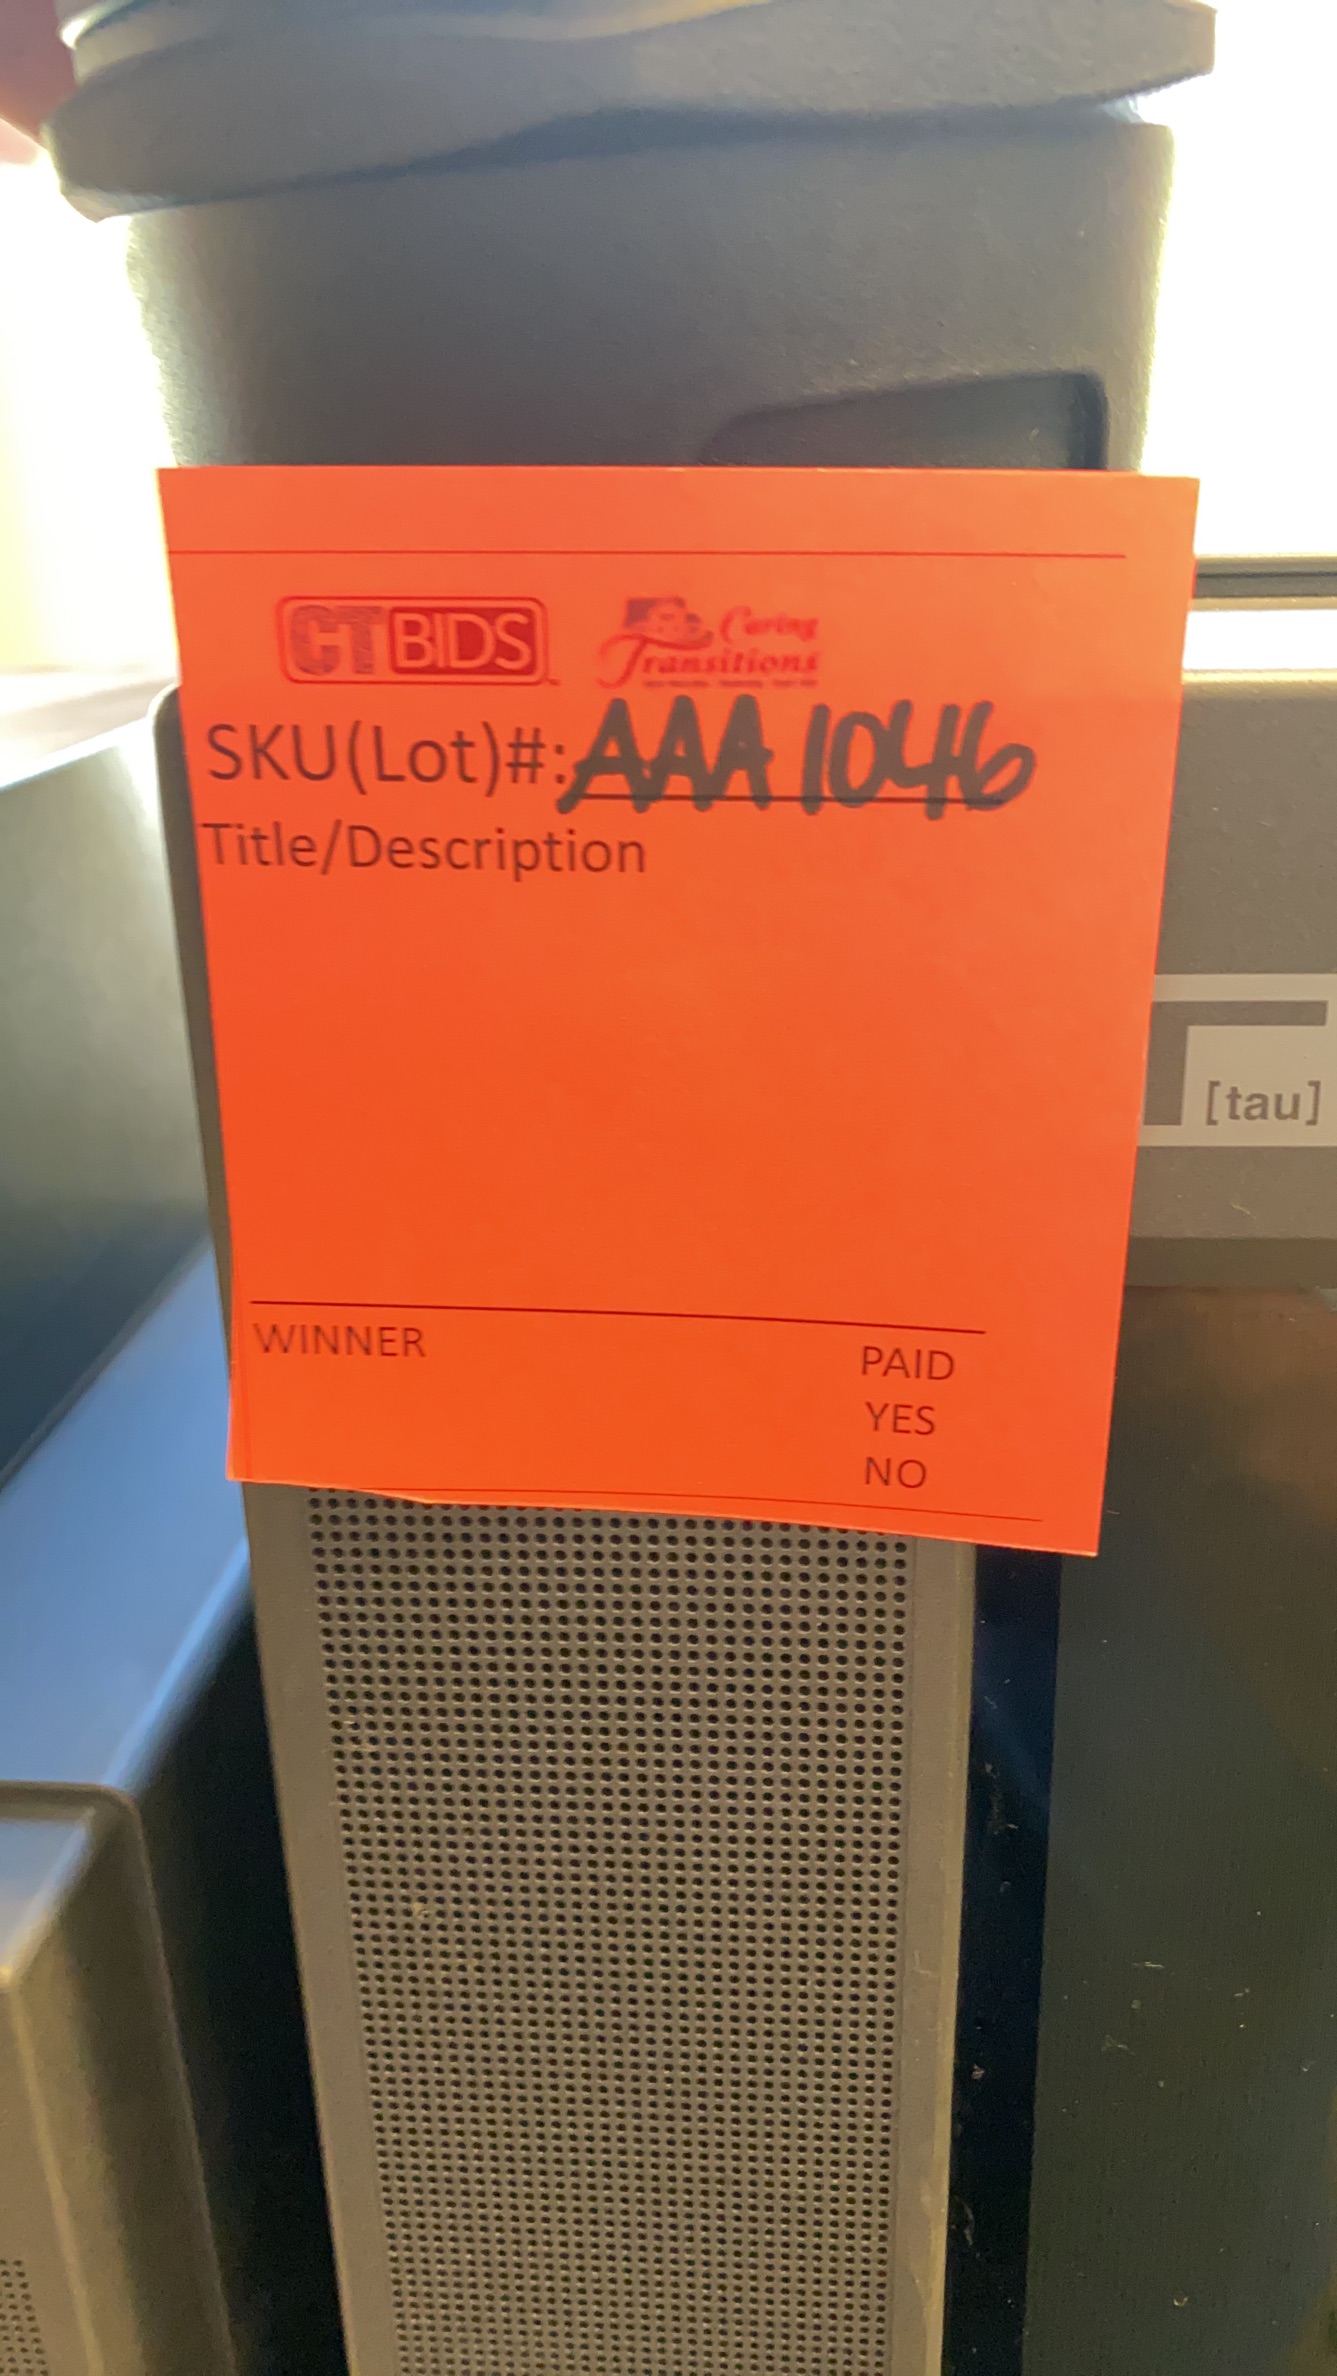 CTBIDS Caring Transitions
SKU(Lot)#: AAA1046
Title/Description
[tau]
WINNER PAID
YES
NO